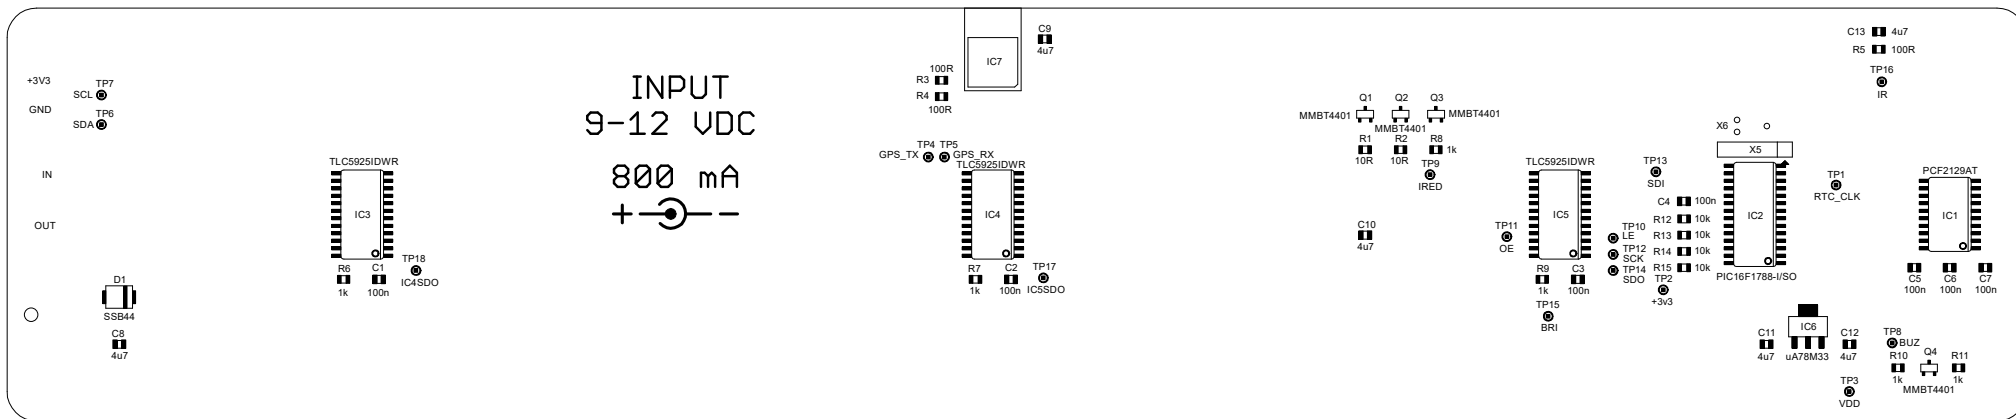 C9
4u7
IC7
C13 4u7
R5 100R
TP16
IR
+3V3
TP7
SCL
GND
TP6
SDA
INPUT
9-12 VDC
800 mA
+ - -
100R
R3
R4
100R
TP4 TP5
GPS_TX GPS_RX
Q1 Q2 Q3
MMBT4401 MMBT4401 MMBT4401
R1 R2 R8
10R 10R 1k
TP9
IRED
X6
X5
IN
OUT
TLC5925IDWR
IC3
TP18
IC4SDO
R6 C1
1k 100n
D1
SSB44
C8
4u7
TLC5925IDWR
IC4
TP17
IC5SDO
R7 C2
1k 100n
C10
4u7
TP11
OE
TLC5925IDWR
IC5
R9 C3
1k 100n
TP15
BRI
TP13
SDI
C4 100n
R12 10k
R13 10k
R14 10k
R15 10k
TP10
LE
TP12
SCK
TP14
SDO
TP2
+3v3
IC2
PIC16F1788-I/SO
TP1
RTC_CLK
PCF2129AT
IC1
C5 C6 C7
100n 100n 100n
C11 IC6 C12
4u7 uA78M33 4u7
TP8
BUZ
R10 Q4 R11
1k MMBT4401 1k
TP3
VDD